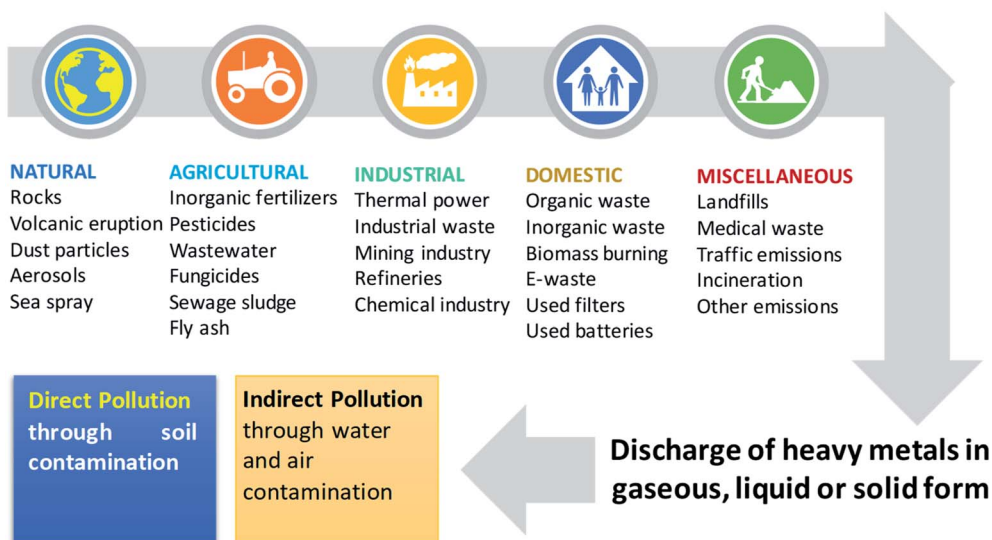 NATURAL
Rocks
Volcanic eruption
Dust particles
Aerosols
Sea spray
AGRICULTURAL
Inorganic fertilizers
Pesticides
Wastewater
Fungicides
Sewage sludge
Fly ash
INDUSTRIAL
Thermal power
Industrial waste
Mining industry
Refineries
Chemical industry
DOMESTIC
Organic waste
Inorganic waste
Biomass burning
E-waste
Used filters
Used batteries
MISCELLANEOUS
Landfills
Medical waste
Traffic emissions
Incineration
Other emissions
Discharge of heavy metals in
gaseous, liquid or solid form
Direct Pollution
through soil
contamination
Indirect Pollution
through water
and air
contamination